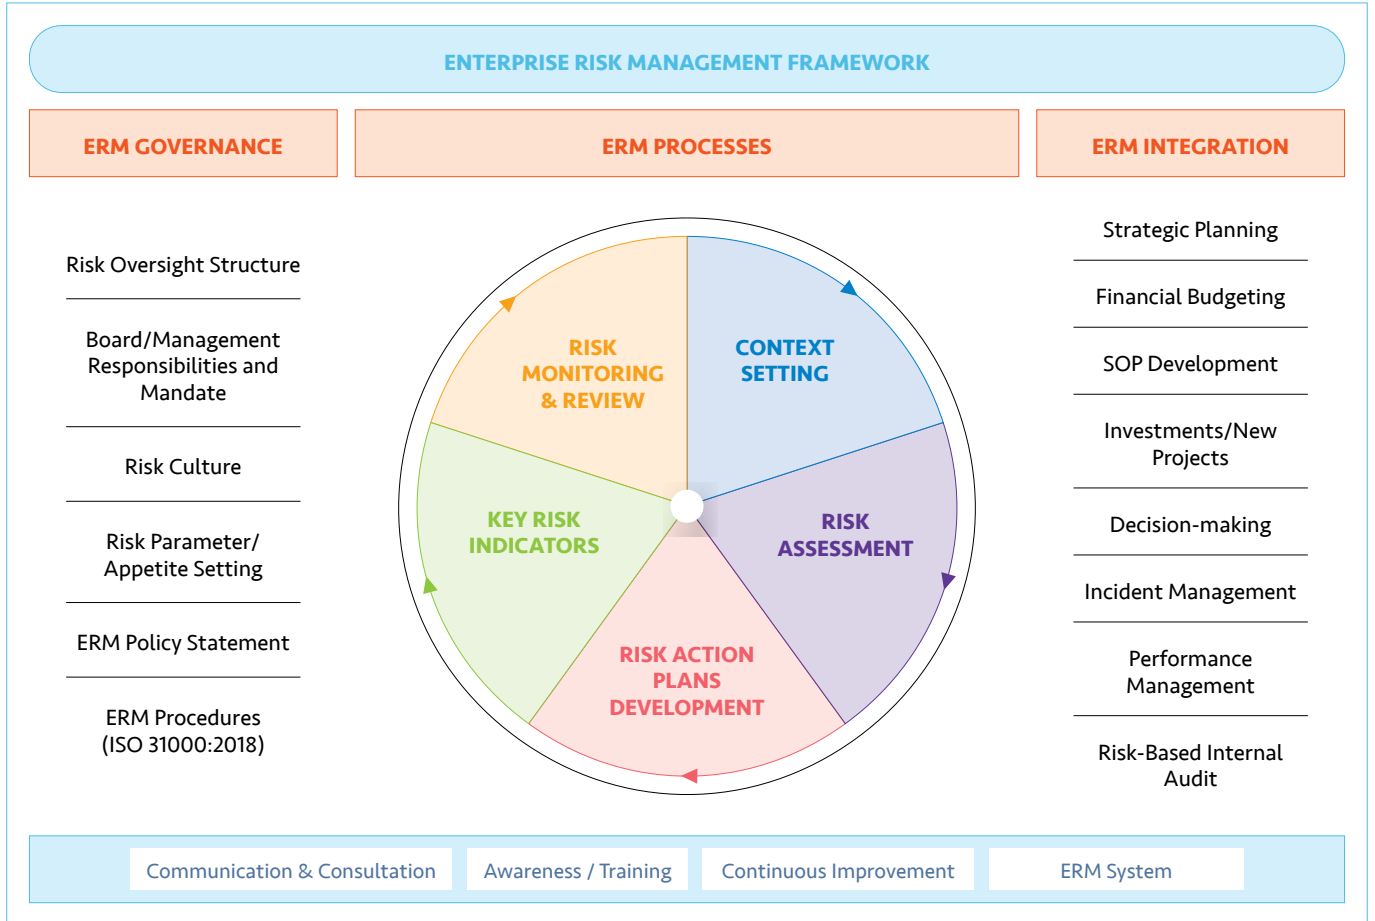 ENTERPRISE RISK MANAGEMENT FRAMEWORK
ERM GOVERNANCE
Risk Oversight Structure
Board/Management
Responsibilities and
Mandate
Risk Culture
Risk Parameter/
Appetite Setting
ERM Policy Statement
ERM Procedures
(ISO 31000:2018)
ERM PROCESSES
CONTEXT
SETTING
RISK
ASSESSMENT
RISK ACTION
PLANS
DEVELOPMENT
KEY RISK
INDICATORS
RISK
MONITORING
& REVIEW
ERM INTEGRATION
Strategic Planning
Financial Budgeting
SOP Development
Investments/New
Projects
Decision-making
Incident Management
Performance
Management
Risk-Based Internal
Audit
Communication & Consultation
Awareness / Training
Continuous Improvement
ERM System